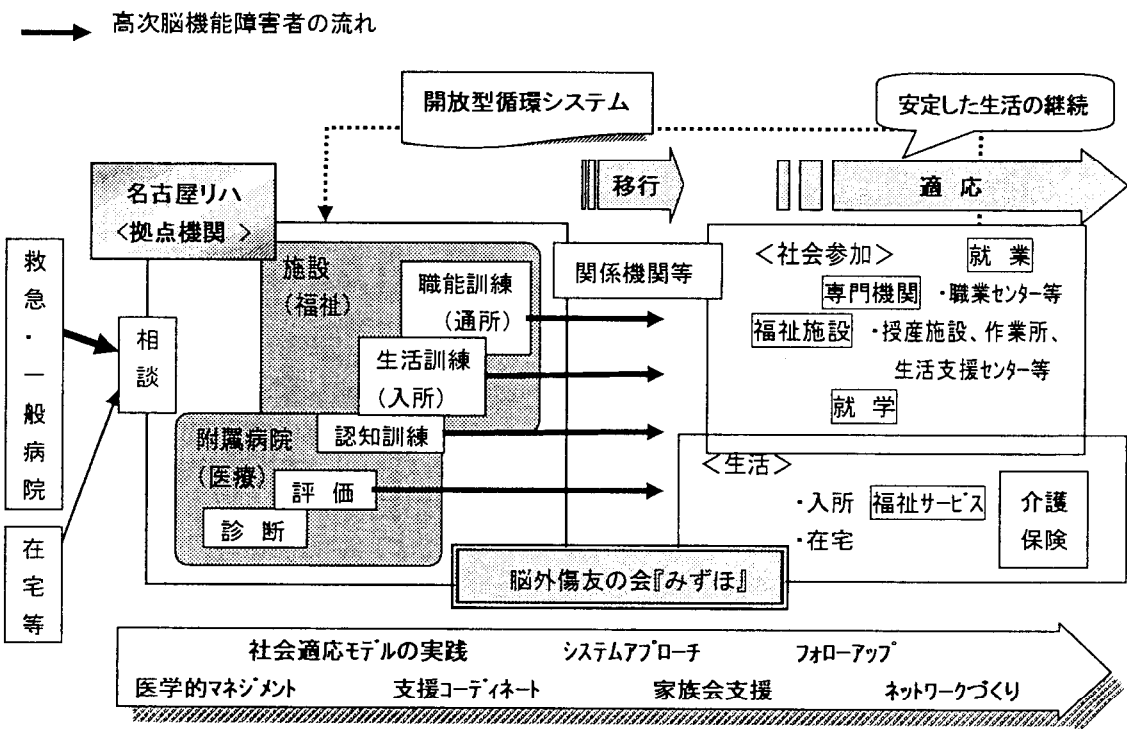 高次脳機能障害者の流れ
開放型循環システム
安定した生活の継続
移行
適応
名古屋リハ
<拠点機関 >
救急・一般病院
在宅等
相談
施設
(福祉)
職能訓練
(通所)
生活訓練
(入所)
附属病院
(医療)
認知訓練
評 価
診 断
関係機関等
<社会参加>
就 業
専門機関 ・職業センター等
福祉施設 ・授産施設、作業所、
生活支援センター等
就 学
<生活>
・入所 福祉サービス
・在宅
介護
保険
脳外傷友の会『みずほ』
社会適応モデルの実践 システムアプローチ フォローアップ
医学的マネジメント 支援コーディネート 家族会支援 ネットワークづくり